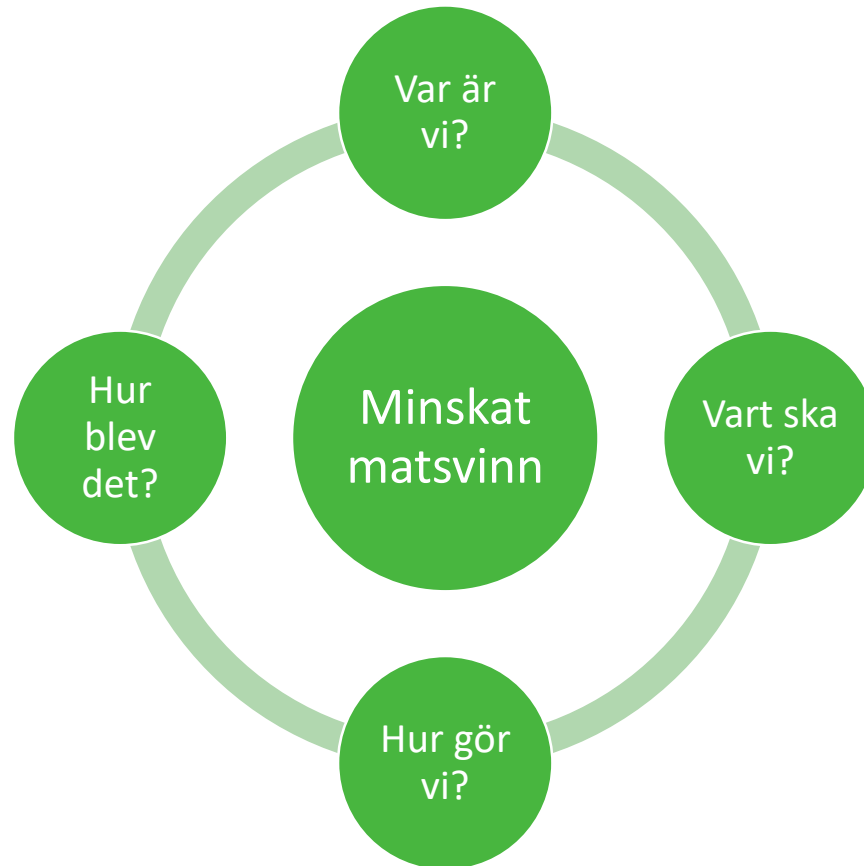 Var är
vi?
Vart ska
vi?
Hur gör
vi?
Hur
blev
det?
Minskat
matsvinn